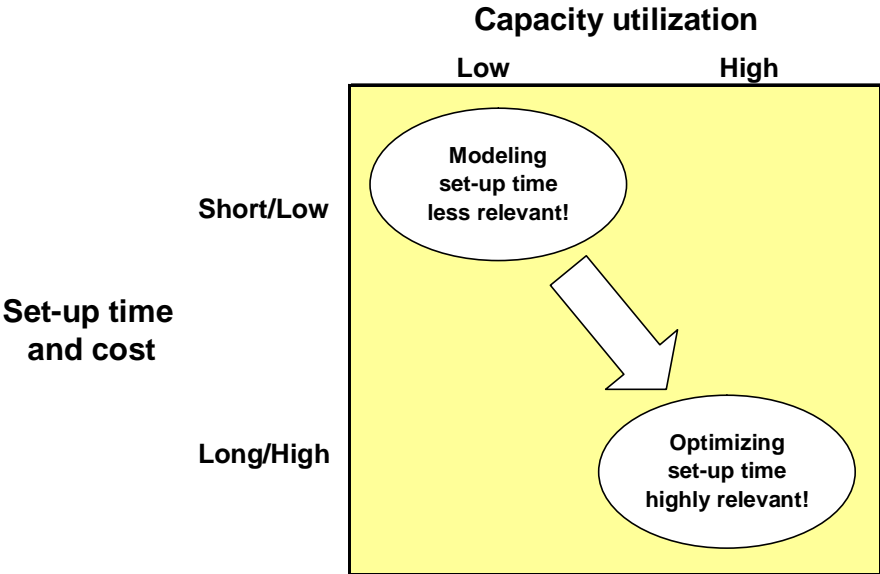 Capacity utilization
Low High
Modeling
set-up time
less relevant!
Short/Low
Set-up time
and cost
Long/High
Optimizing
set-up time
highly relevant!